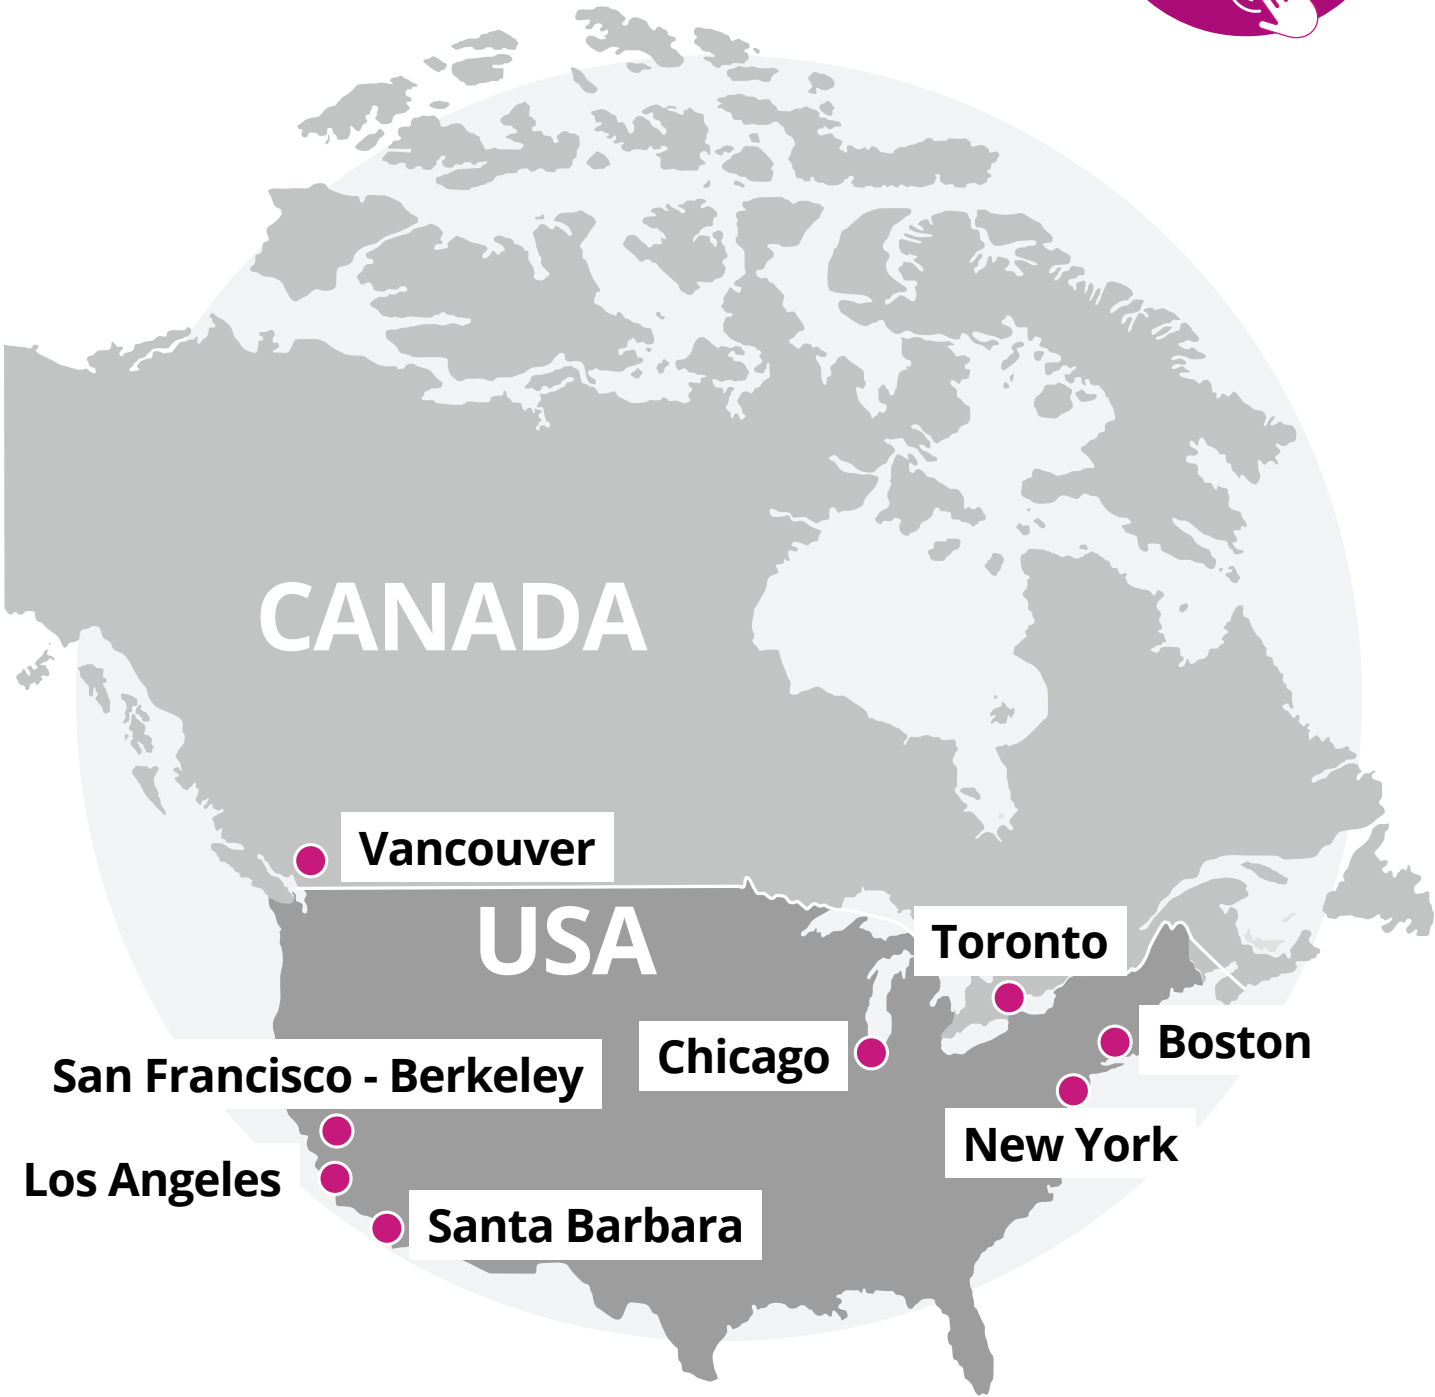 CANADA
Vancouver
USA
Toronto
Chicago
Boston
San Francisco - Berkeley
New York
Los Angeles
Santa Barbara